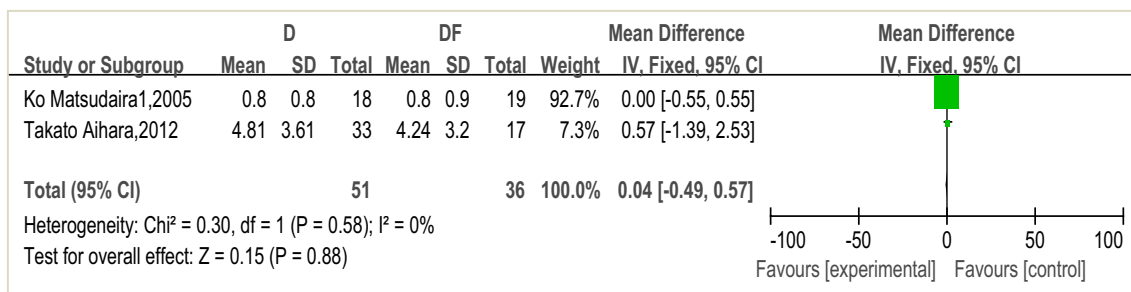 D DF Mean Difference Mean Difference
Study or Subgroup Mean SD Total Mean SD Total Weight IV, Fixed, 95% CI IV, Fixed, 95% CI
Ko Matsudaira1,2005 0.8 0.8 18 0.8 0.9 19 92.7% 0.00 [-0.55, 0.55]
Takato Aihara,2012 4.81 3.61 33 4.24 3.2 17 7.3% 0.57 [-1.39, 2.53]
Total (95% CI) 51 36 100.0% 0.04 [-0.49, 0.57]
Heterogeneity: Chi² = 0.30, df = 1 (P = 0.58); I² = 0%
Test for overall effect: Z = 0.15 (P = 0.88)
-100 -50 0 50 100
Favours [experimental] Favours [control]